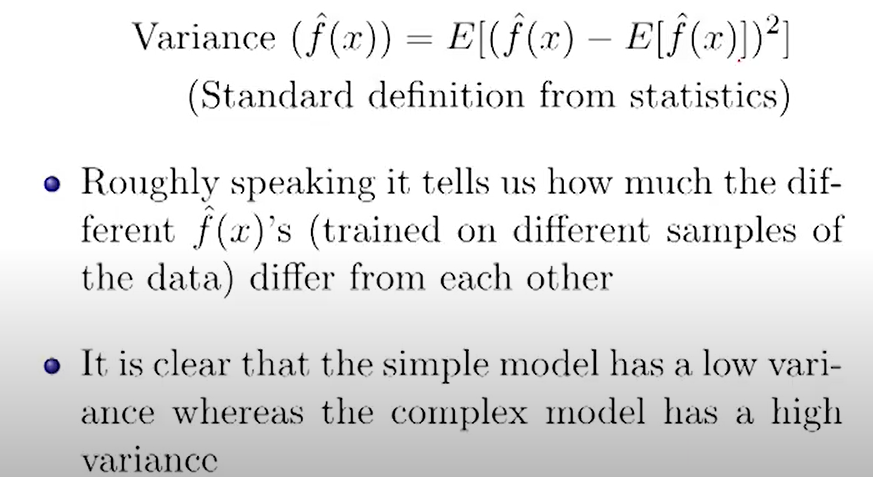 Variance (f̂(x)) = E[(f̂(x) − E[f̂(x)])²]
(Standard definition from statistics)
Roughly speaking it tells us how much the dif-
ferent f̂(x)'s (trained on different samples of
the data) differ from each other
It is clear that the simple model has a low vari-
ance whereas the complex model has a high
variance